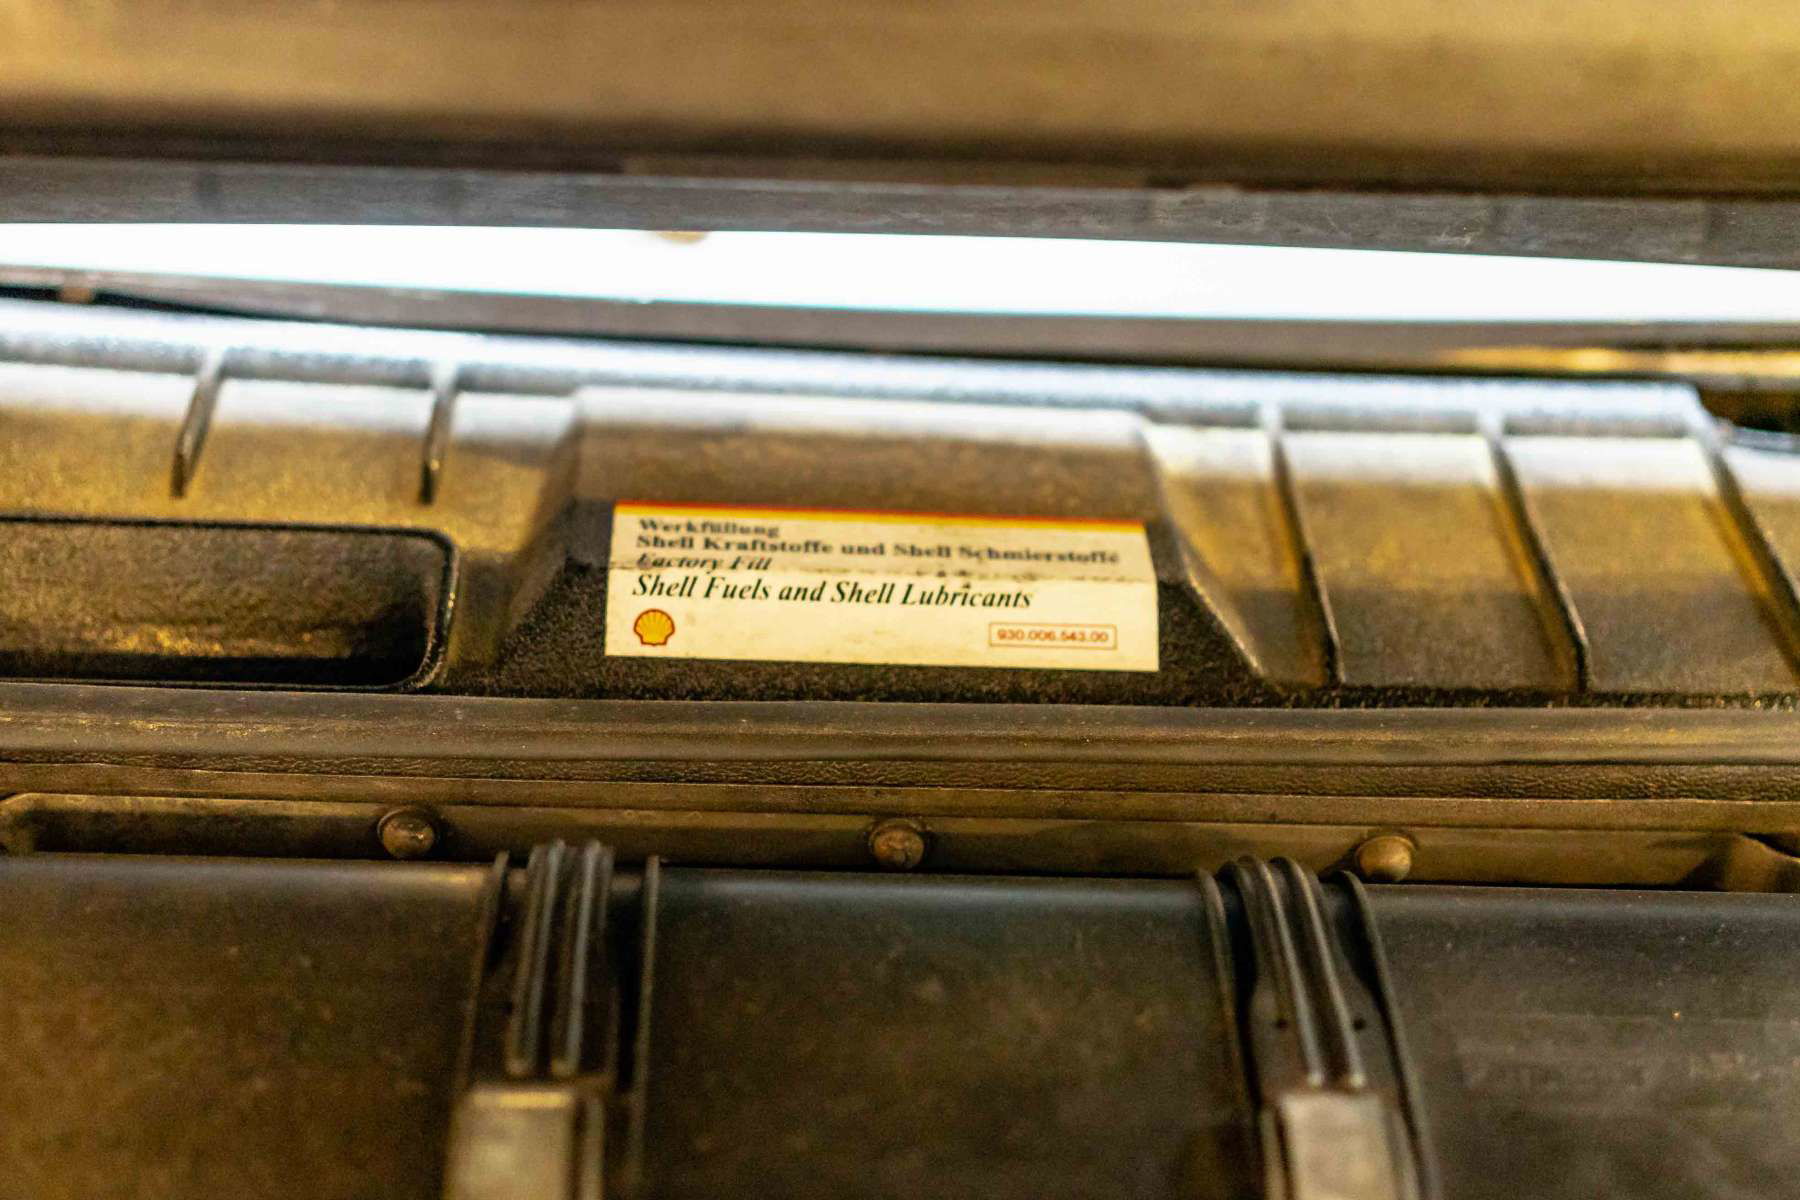 Werkfüllung
Shell Kraftstoffe und Shell Schmierstoffe
Factory Fill
Shell Fuels and Shell Lubricants
930.006.543.00